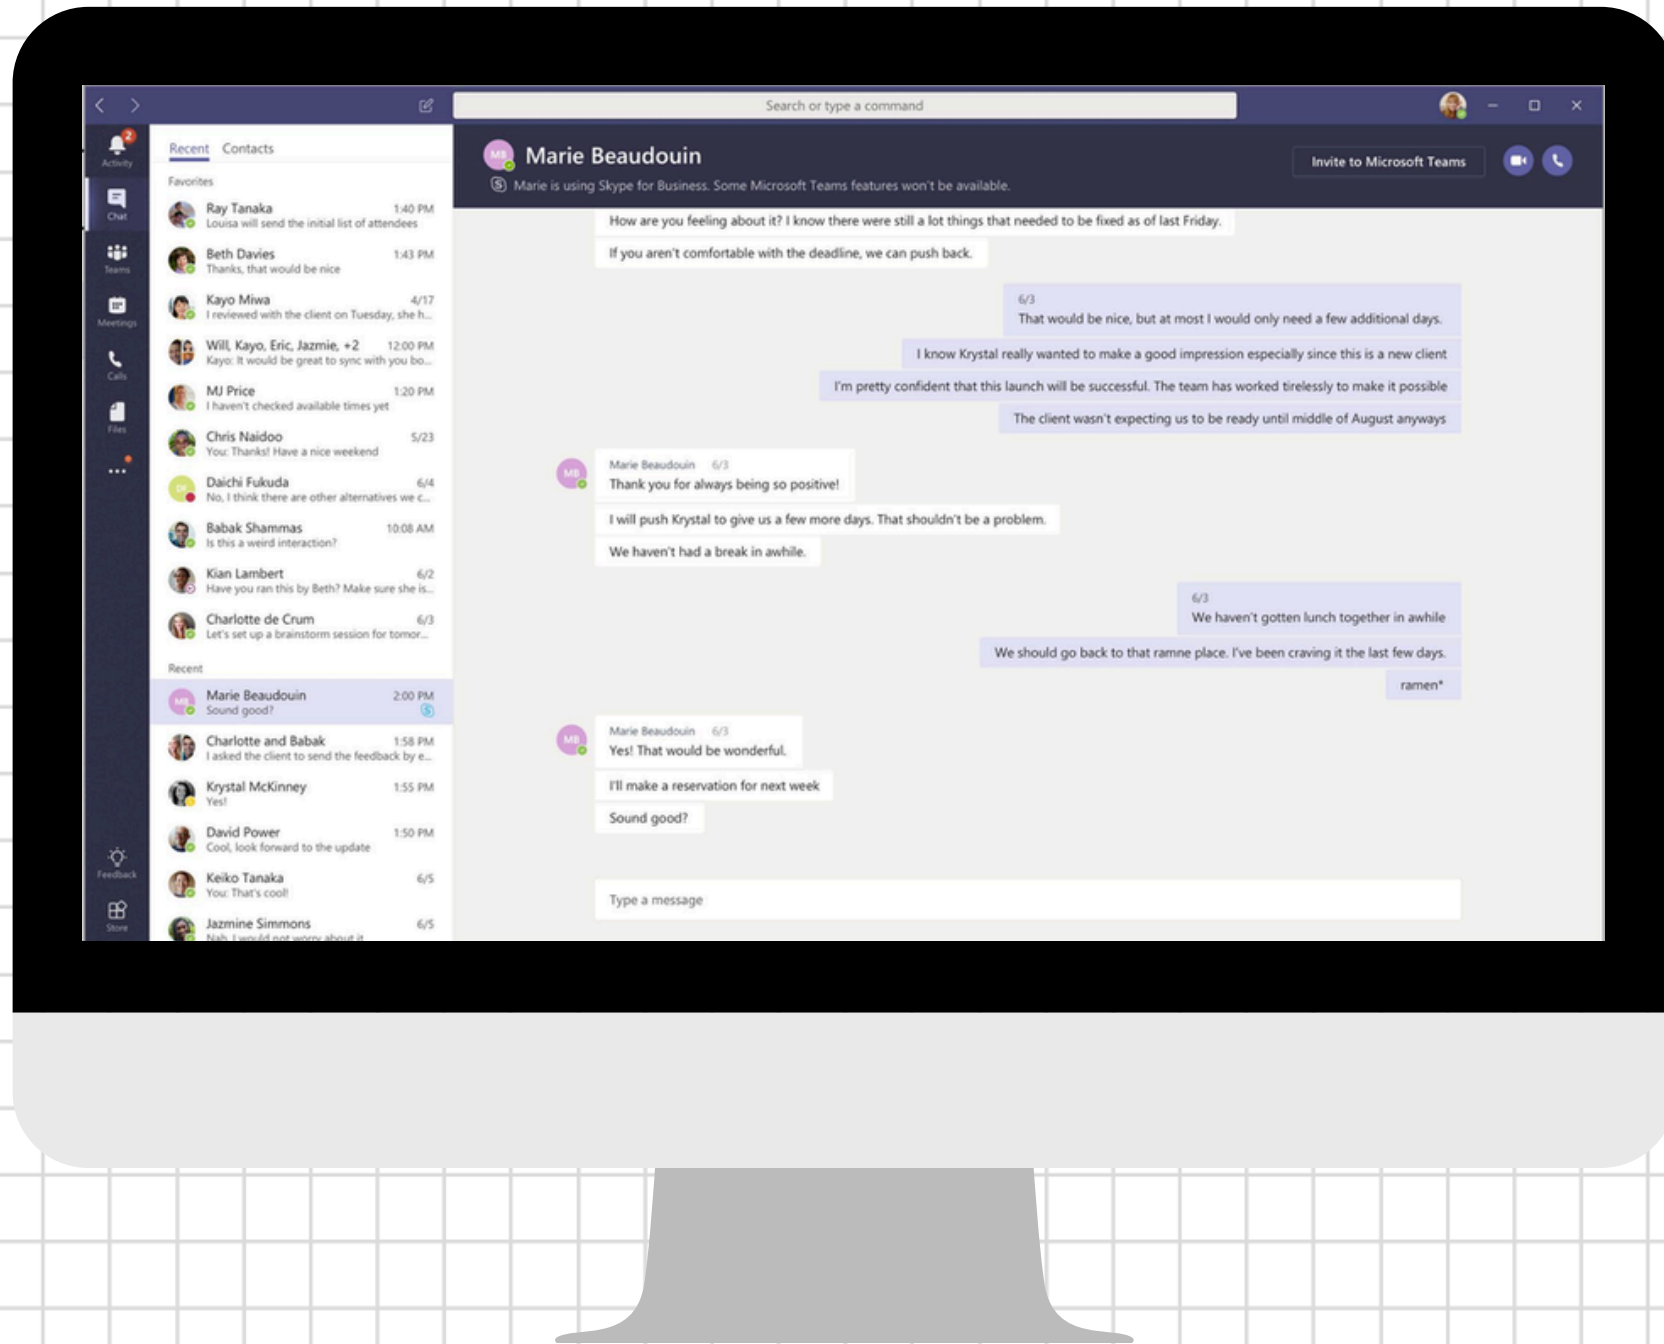 Search or type a command
2
Activity
Chat
Teams
Meetings
Calls
Files
...
Feedback
Store
Recent Contacts
Favorites
Ray Tanaka 1:40 PM
Louisa will send the initial list of attendees
Beth Davies 1:43 PM
Thanks, that would be nice
Kayo Miwa 4/17
I reviewed with the client on Tuesday, she h...
Will, Kayo, Eric, Jazmie, +2 12:00 PM
Kayo: It would be great to sync with you bo...
MJ Price 1:20 PM
I haven't checked available times yet
Chris Naidoo 5/23
You: Thanks! Have a nice weekend
DF
Daichi Fukuda 6/4
No, I think there are other alternatives we c...
Babak Shammas 10:08 AM
Is this a weird interaction?
Kian Lambert 6/2
Have you ran this by Beth? Make sure she is...
Charlotte de Crum 6/3
Let's set up a brainstorm session for tomor...
Recent
MB
Marie Beaudouin 2:00 PM
Sound good?
Charlotte and Babak 1:58 PM
I asked the client to send the feedback by e...
Krystal McKinney 1:55 PM
Yes!
David Power 1:50 PM
Cool, look forward to the update
Keiko Tanaka 6/5
You: That's cool!
Jazmine Simmons 6/5
Nah, I would not worry about it
MB
Marie Beaudouin
Invite to Microsoft Teams
Marie is using Skype for Business. Some Microsoft Teams features won't be available.
How are you feeling about it? I know there were still a lot things that needed to be fixed as of last Friday.
If you aren't comfortable with the deadline, we can push back.
6/3
That would be nice, but at most I would only need a few additional days.
I know Krystal really wanted to make a good impression especially since this is a new client
I'm pretty confident that this launch will be successful. The team has worked tirelessly to make it possible
The client wasn't expecting us to be ready until middle of August anyways
MB
Marie Beaudouin 6/3
Thank you for always being so positive!
I will push Krystal to give us a few more days. That shouldn't be a problem.
We haven't had a break in awhile.
6/3
We haven't gotten lunch together in awhile
We should go back to that ramne place. I've been craving it the last few days.
ramen*
MB
Marie Beaudouin 6/3
Yes! That would be wonderful.
I'll make a reservation for next week
Sound good?
Type a message